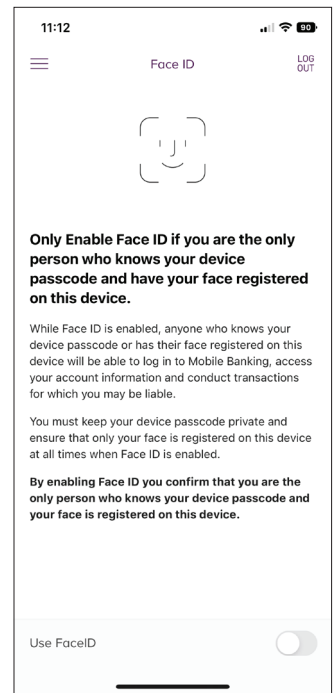 11:12
90
Face ID
LOG
OUT
Only Enable Face ID if you are the only
person who knows your device
passcode and have your face registered
on this device.
While Face ID is enabled, anyone who knows your
device passcode or has their face registered on this
device will be able to log in to Mobile Banking, access
your account information and conduct transactions
for which you may be liable.
You must keep your device passcode private and
ensure that only your face is registered on this device
at all times when Face ID is enabled.
By enabling Face ID you confirm that you are the
only person who knows your device passcode and
your face is registered on this device.
Use FaceID